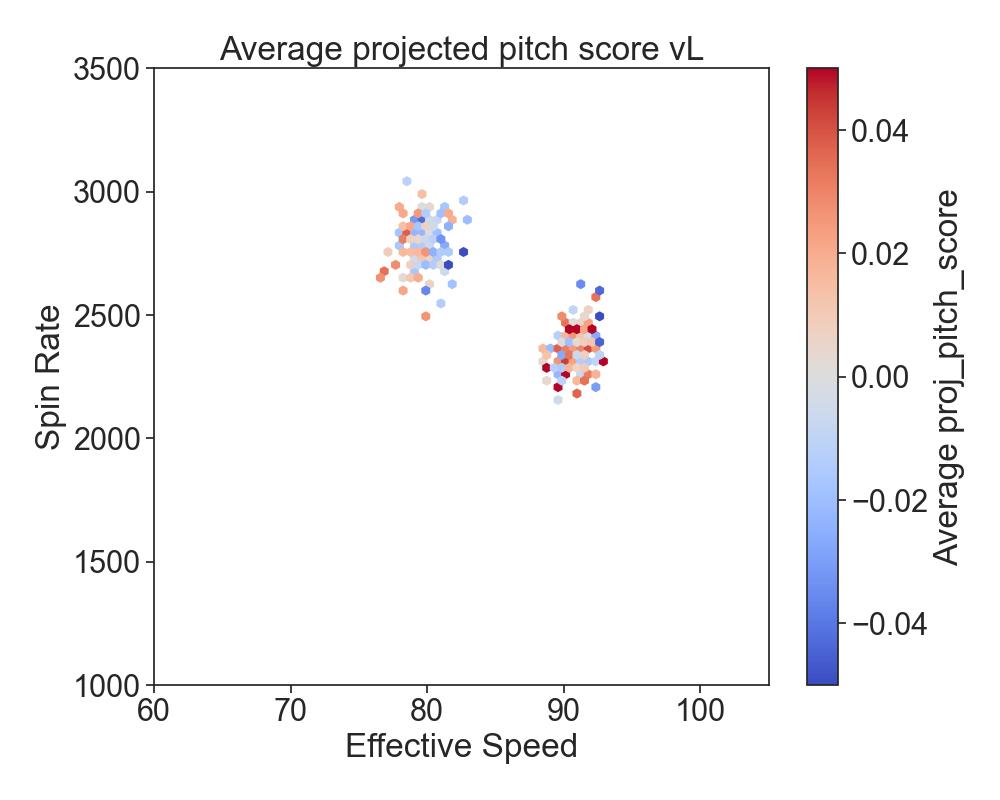 Average projected pitch score vL
3500
3000
2500
2000
1500
1000
Spin Rate
60 70 80 90 100
Effective Speed
0.04
0.02
0.00
−0.02
−0.04
Average proj_pitch_score